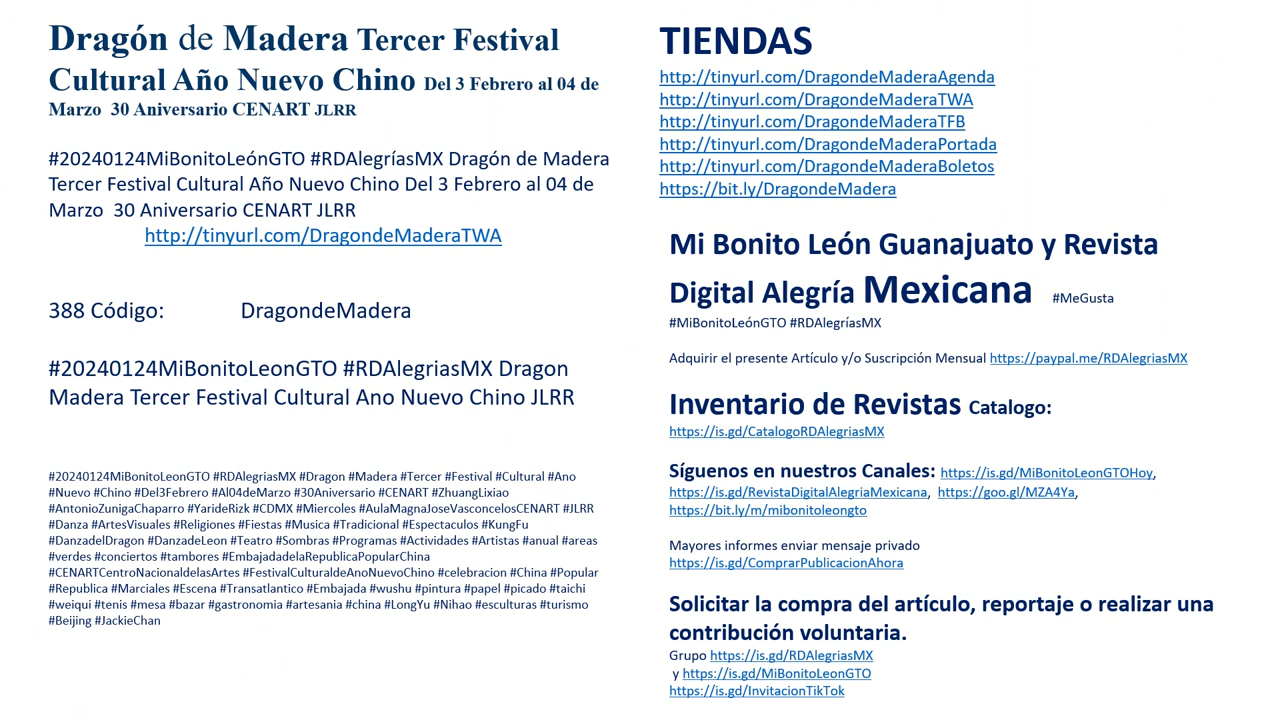 Dragón de Madera Tercer Festival
Cultural Año Nuevo Chino Del 3 Febrero al 04 de
Marzo  30 Aniversario CENART JLRR
#20240124MiBonitoLeónGTO #RDAlegríasMX Dragón de Madera
Tercer Festival Cultural Año Nuevo Chino Del 3 Febrero al 04 de
Marzo  30 Aniversario CENART JLRR
http://tinyurl.com/DragondeMaderaTWA
388 Código: DragondeMadera
#20240124MiBonitoLeonGTO #RDAlegriasMX Dragon
Madera Tercer Festival Cultural Ano Nuevo Chino JLRR
#20240124MiBonitoLeonGTO #RDAlegriasMX #Dragon #Madera #Tercer #Festival #Cultural #Ano
#Nuevo #Chino #Del3Febrero #Al04deMarzo #30Aniversario #CENART #ZhuangLixiao
#AntonioZunigaChaparro #YarideRizk #CDMX #Miercoles #AulaMagnaJoseVasconcelosCENART #JLRR
#Danza #ArtesVisuales #Religiones #Fiestas #Musica #Tradicional #Espectaculos #KungFu
#DanzadelDragon #DanzadeLeon #Teatro #Sombras #Programas #Actividades #Artistas #anual #areas
#verdes #conciertos #tambores #EmbajadadelaRepublicaPopularChina
#CENARTCentroNacionaldelasArtes #FestivalCulturaldeAnoNuevoChino #celebracion #China #Popular
#Republica #Marciales #Escena #Transatlantico #Embajada #wushu #pintura #papel #picado #taichi
#weiqui #tenis #mesa #bazar #gastronomia #artesania #china #LongYu #Nihao #esculturas #turismo
#Beijing #JackieChan
TIENDAS
http://tinyurl.com/DragondeMaderaAgenda
http://tinyurl.com/DragondeMaderaTWA
http://tinyurl.com/DragondeMaderaTFB
http://tinyurl.com/DragondeMaderaPortada
http://tinyurl.com/DragondeMaderaBoletos
https://bit.ly/DragondeMadera
Mi Bonito León Guanajuato y Revista
Digital Alegría Mexicana #MeGusta
#MiBonitoLeónGTO #RDAlegríasMX
Adquirir el presente Artículo y/o Suscripción Mensual https://paypal.me/RDAlegriasMX
Inventario de Revistas Catalogo:
https://is.gd/CatalogoRDAlegriasMX
Síguenos en nuestros Canales: https://is.gd/MiBonitoLeonGTOHoy,
https://is.gd/RevistaDigitalAlegriaMexicana, https://goo.gl/MZA4Ya,
https://bit.ly/m/mibonitoleongto
Mayores informes enviar mensaje privado
https://is.gd/ComprarPublicacionAhora
Solicitar la compra del artículo, reportaje o realizar una
contribución voluntaria.
Grupo https://is.gd/RDAlegriasMX
y https://is.gd/MiBonitoLeonGTO
https://is.gd/InvitacionTikTok